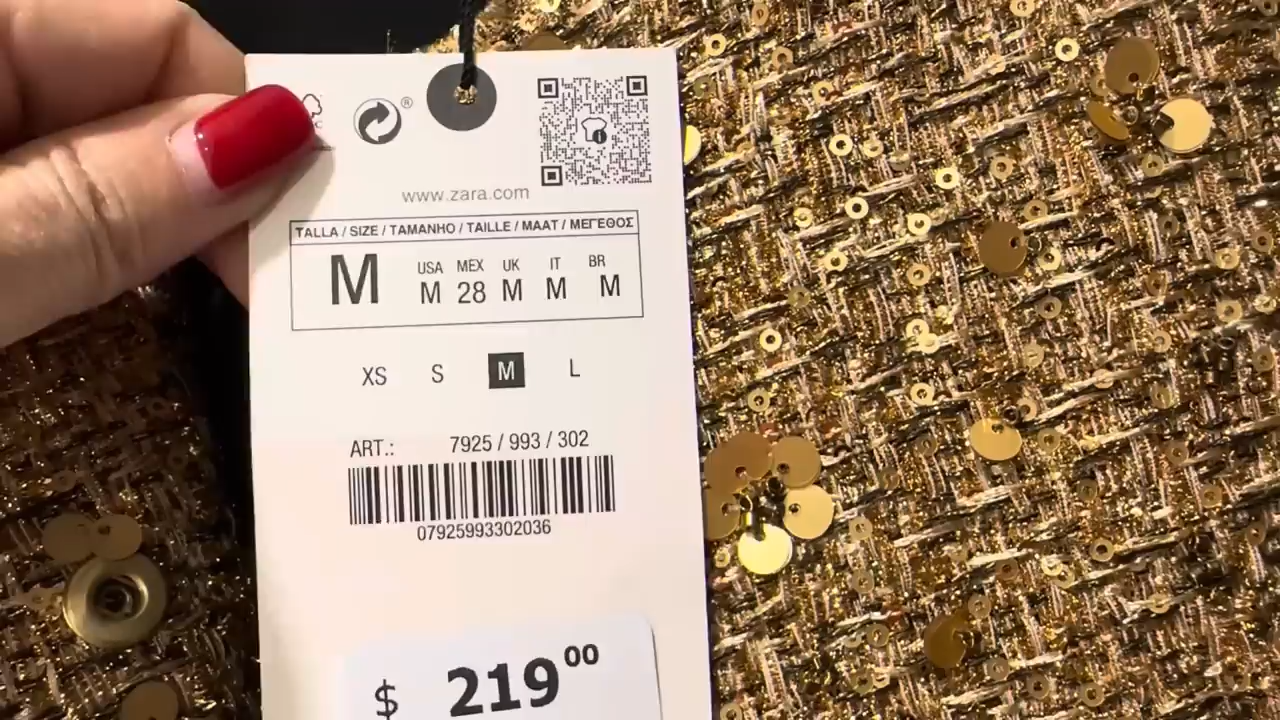 ®
www.zara.com
TALLA / SIZE / TAMANHO / TAILLE / MAAT / ΜΕΓΕΘΟΣ
M
USA MEX UK IT BR
M 28 M M M
XS S M L
ART.: 7925 / 993 / 302
07925993302036
$ 219⁰⁰